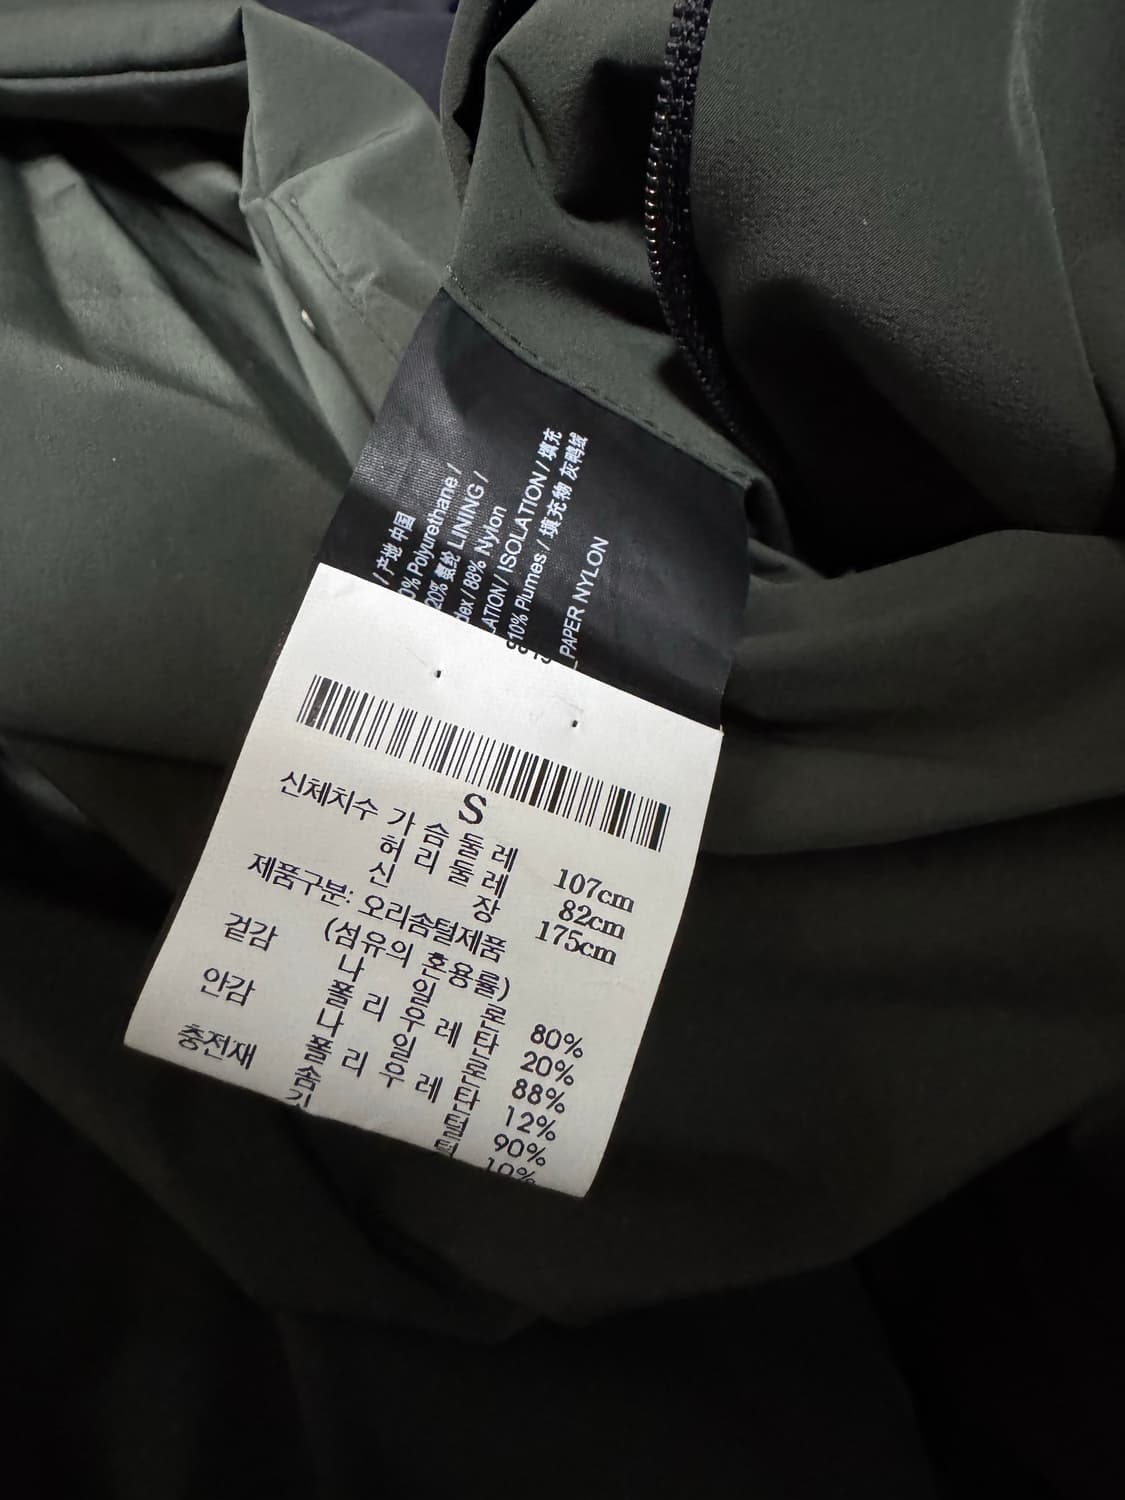 / 产地 中国
0% Polyurethane /
20% 氨纶 LINING /
dex / 88% Nylon
LATION / ISOLATION / 填充
10% Plumes / 填充物 灰鸭绒
_PAPER NYLON
S
신체치수 가슴둘레 107cm
허리둘레 82cm
신장 175cm
제품구분: 오리솜털제품
(섬유의 혼용률)
겉감 나일론 80%
폴리우레탄 20%
안감 나일론 88%
폴리우레탄 12%
충전재 솜털 90%
깃털 10%